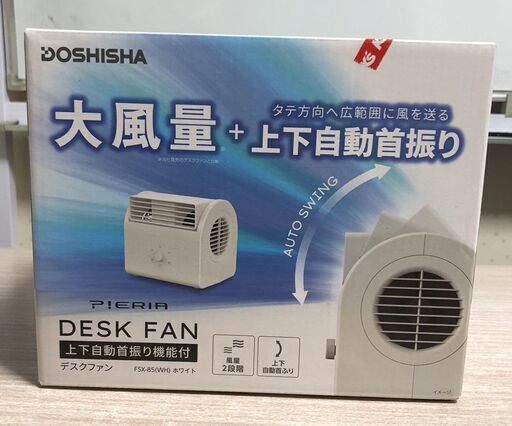 DOSHISHA
タテ方向へ広範囲に風を送る
大風量 + 上下自動首振り
AUTO SWING
PIERIA
DESK FAN
上下自動首振り機能付
デスクファン FSX-85(WH) ホワイト
風量
2段階
上下
自動首ふり
イメージ